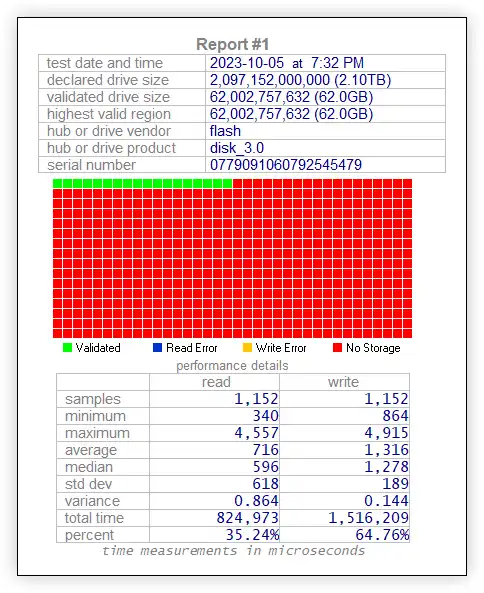 Report #1
test date and time 2023-10-05 at 7:32 PM
declared drive size 2,097,152,000,000 (2.10TB)
validated drive size 62,002,757,632 (62.0GB)
highest valid region 62,002,757,632 (62.0GB)
hub or drive vendor flash
hub or drive product disk_3.0
serial number 0779091060792545479
Validated Read Error Write Error No Storage
performance details
read write
samples 1,152 1,152
minimum 340 864
maximum 4,557 4,915
average 716 1,316
median 596 1,278
std dev 618 189
variance 0.864 0.144
total time 824,973 1,516,209
percent 35.24% 64.76%
time measurements in microseconds